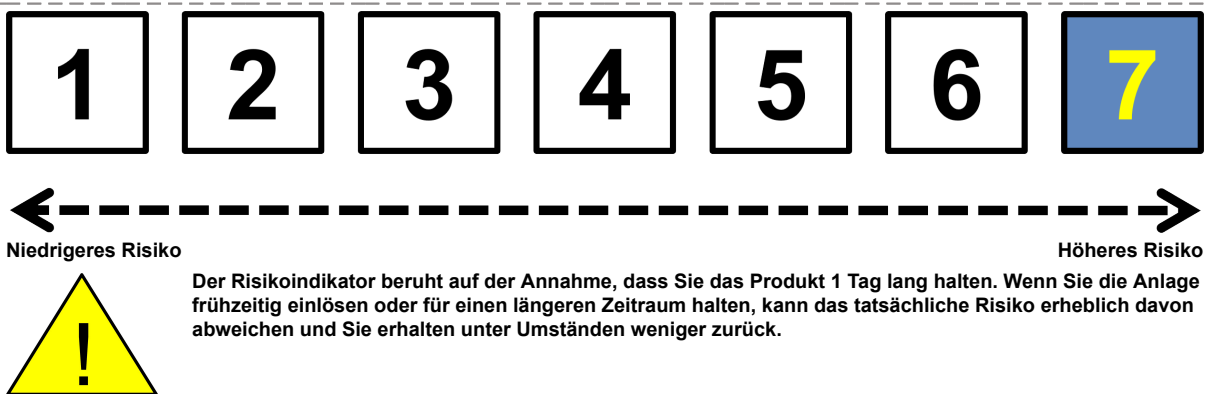 1 2 3 4 5 6 7
Niedrigeres Risiko Höheres Risiko
Der Risikoindikator beruht auf der Annahme, dass Sie das Produkt 1 Tag lang halten. Wenn Sie die Anlage
frühzeitig einlösen oder für einen längeren Zeitraum halten, kann das tatsächliche Risiko erheblich davon
abweichen und Sie erhalten unter Umständen weniger zurück.
!